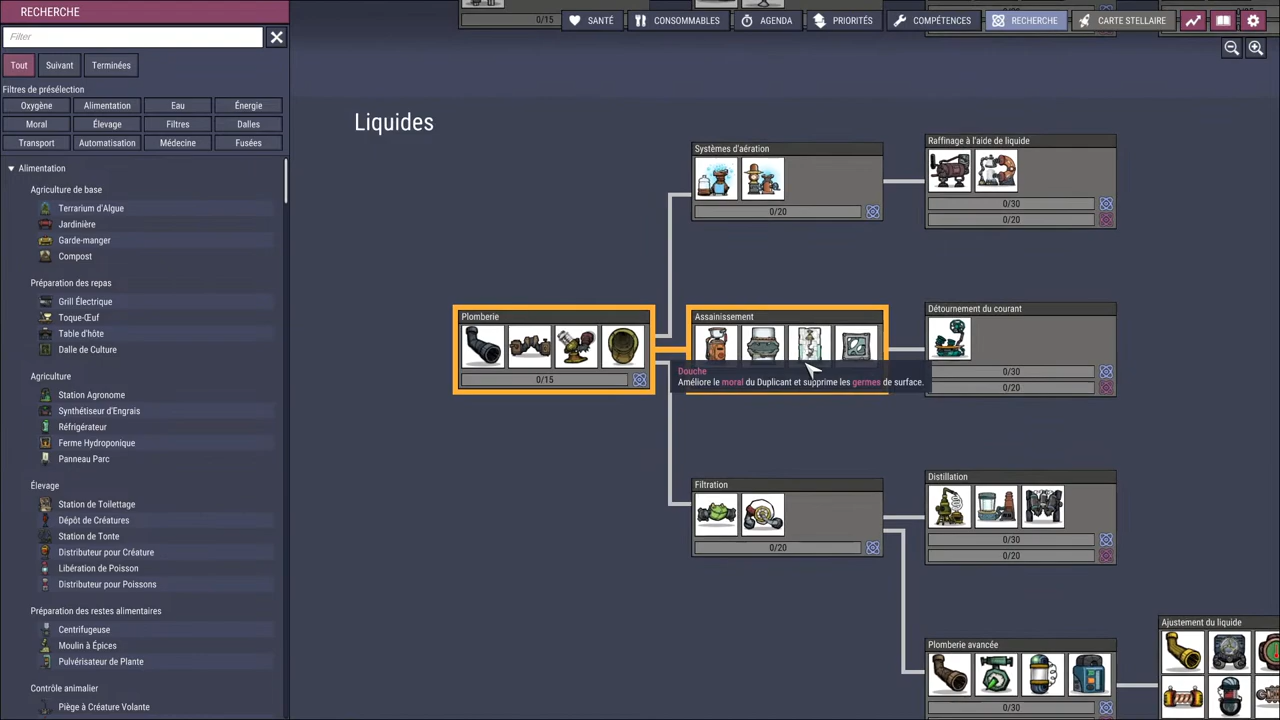 RECHERCHE
Filter
Tout
Suivant
Terminées
Filtres de présélection
Oxygène
Alimentation
Eau
Énergie
Moral
Élevage
Filtres
Dalles
Transport
Automatisation
Médecine
Fusées
Alimentation
Agriculture de base
Terrarium d'Algue
Jardinière
Garde-manger
Compost
Préparation des repas
Grill Électrique
Toque-Œuf
Table d'hôte
Dalle de Culture
Agriculture
Station Agronome
Synthétiseur d'Engrais
Réfrigérateur
Ferme Hydroponique
Panneau Parc
Élevage
Station de Toilettage
Dépôt de Créatures
Station de Tonte
Distributeur pour Créature
Libération de Poisson
Distributeur pour Poissons
Préparation des restes alimentaires
Centrifugeuse
Moulin à Épices
Pulvérisateur de Plante
Contrôle animalier
Piège à Créature Volante
0/15
SANTÉ
CONSOMMABLES
AGENDA
PRIORITÉS
COMPÉTENCES
RECHERCHE
CARTE STELLAIRE
Liquides
Systèmes d'aération
0/20
Raffinage à l'aide de liquide
0/30
0/20
Plomberie
0/15
Assainissement
Douche
Améliore le moral du Duplicant et supprime les germes de surface.
Détournement du courant
0/30
0/20
Filtration
0/20
Distillation
0/30
0/20
Plomberie avancée
0/30
Ajustement du liquide